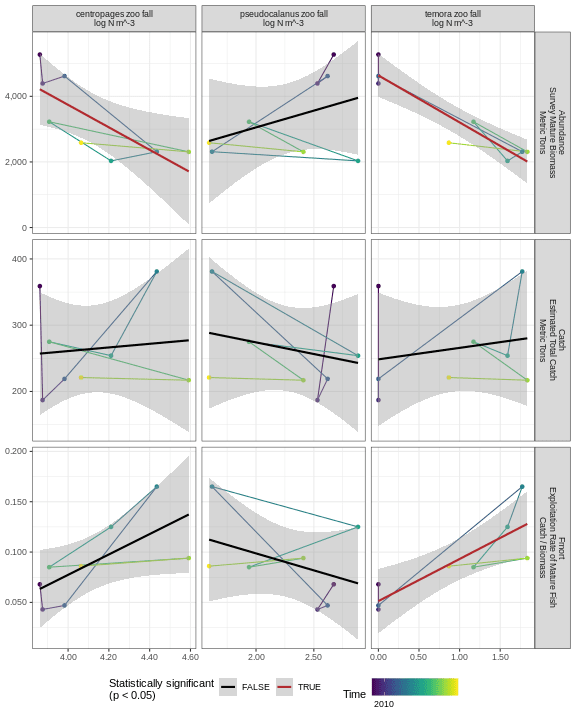 centropages zoo fall
log N m^-3
pseudocalanus zoo fall
log N m^-3
temora zoo fall
log N m^-3
4,000
2,000
0
Abundance
Survey Mature Biomass
Metric Tons
400
300
200
Catch
Estimated Total Catch
Metric Tons
0.200
0.150
0.100
0.050
Fmort
Exploitation Rate of Mature Fish
Catch / Biomass
4.00
4.20
4.40
4.60
2.00
2.50
0.00
0.50
1.00
1.50
Statistically significant
(p < 0.05)
FALSE
TRUE
Time
2010